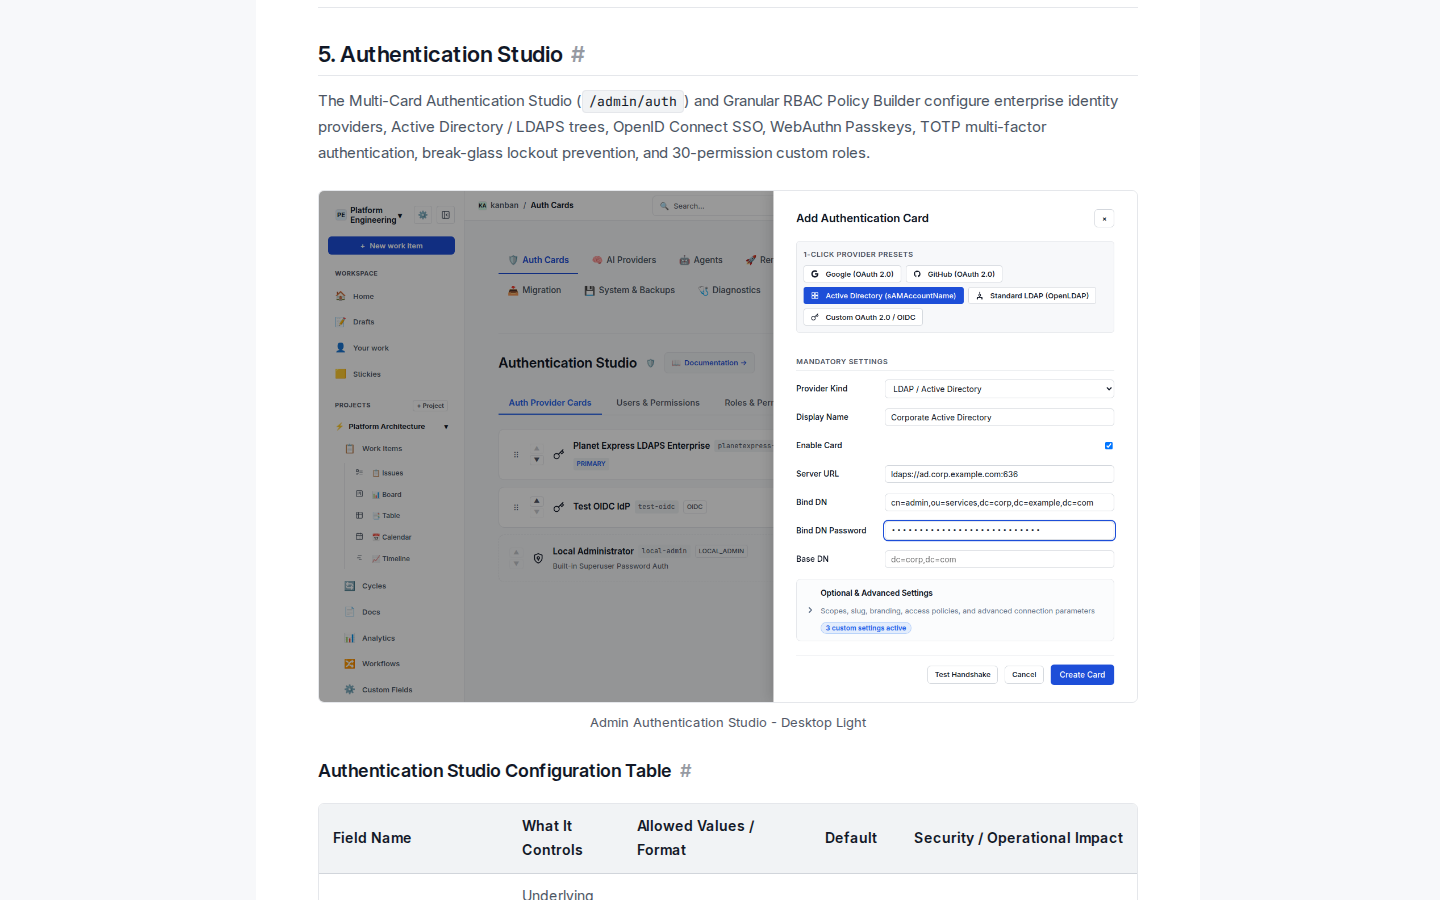 5. Authentication Studio #
The Multi-Card Authentication Studio ( /admin/auth ) and Granular RBAC Policy Builder configure enterprise identity
providers, Active Directory / LDAPS trees, OpenID Connect SSO, WebAuthn Passkeys, TOTP multi-factor
authentication, break-glass lockout prevention, and 30-permission custom roles.
PE Platform Engineering
+ New work item
WORKSPACE
Home
Drafts
Your work
Stickies
PROJECTS + Project
Platform Architecture
Work Items
Issues
Board
Table
Calendar
Timeline
Cycles
Docs
Analytics
Workflows
Custom Fields
KA kanban / Auth Cards
Search...
Auth Cards AI Providers Agents
Migration System & Backups Diagnostics
Authentication Studio Documentation →
Auth Provider Cards Users & Permissions
Planet Express LDAPS Enterprise
PRIMARY
Test OIDC IdP test-oidc OIDC
Local Administrator local-admin LOCAL_ADMIN
Built-in Superuser Password Auth
Add Authentication Card ×
1-CLICK PROVIDER PRESETS
Google (OAuth 2.0) GitHub (OAuth 2.0)
Active Directory (sAMAccountName) Standard LDAP (OpenLDAP)
Custom OAuth 2.0 / OIDC
MANDATORY SETTINGS
Provider Kind LDAP / Active Directory
Display Name Corporate Active Directory
Enable Card
Server URL ldaps://ad.corp.example.com:636
Bind DN cn=admin,ou=services,dc=corp,dc=example,dc=com
Bind DN Password
Base DN dc=corp,dc=com
Optional & Advanced Settings
Scopes, slug, branding, access policies, and advanced connection parameters
3 custom settings active
Test Handshake Cancel Create Card
Admin Authentication Studio - Desktop Light
Authentication Studio Configuration Table #
Field Name
What It
Controls
Allowed Values /
Format
Default
Security / Operational Impact
Underlying